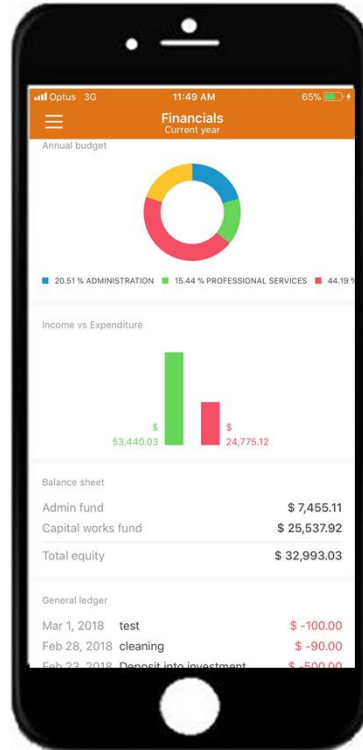 Optus 3G 11:49 AM 65%
Financials
Current year
Annual budget
20.51 % ADMINISTRATION 15.44 % PROFESSIONAL SERVICES 44.19 %
Income vs Expenditure
$ $
53,440.03 24,775.12
Balance sheet
Admin fund $ 7,455.11
Capital works fund $ 25,537.92
Total equity $ 32,993.03
General ledger
Mar 1, 2018 test $ -100.00
Feb 28, 2018 cleaning $ -90.00
Feb 23, 2018 Deposit into investment $ -500.00